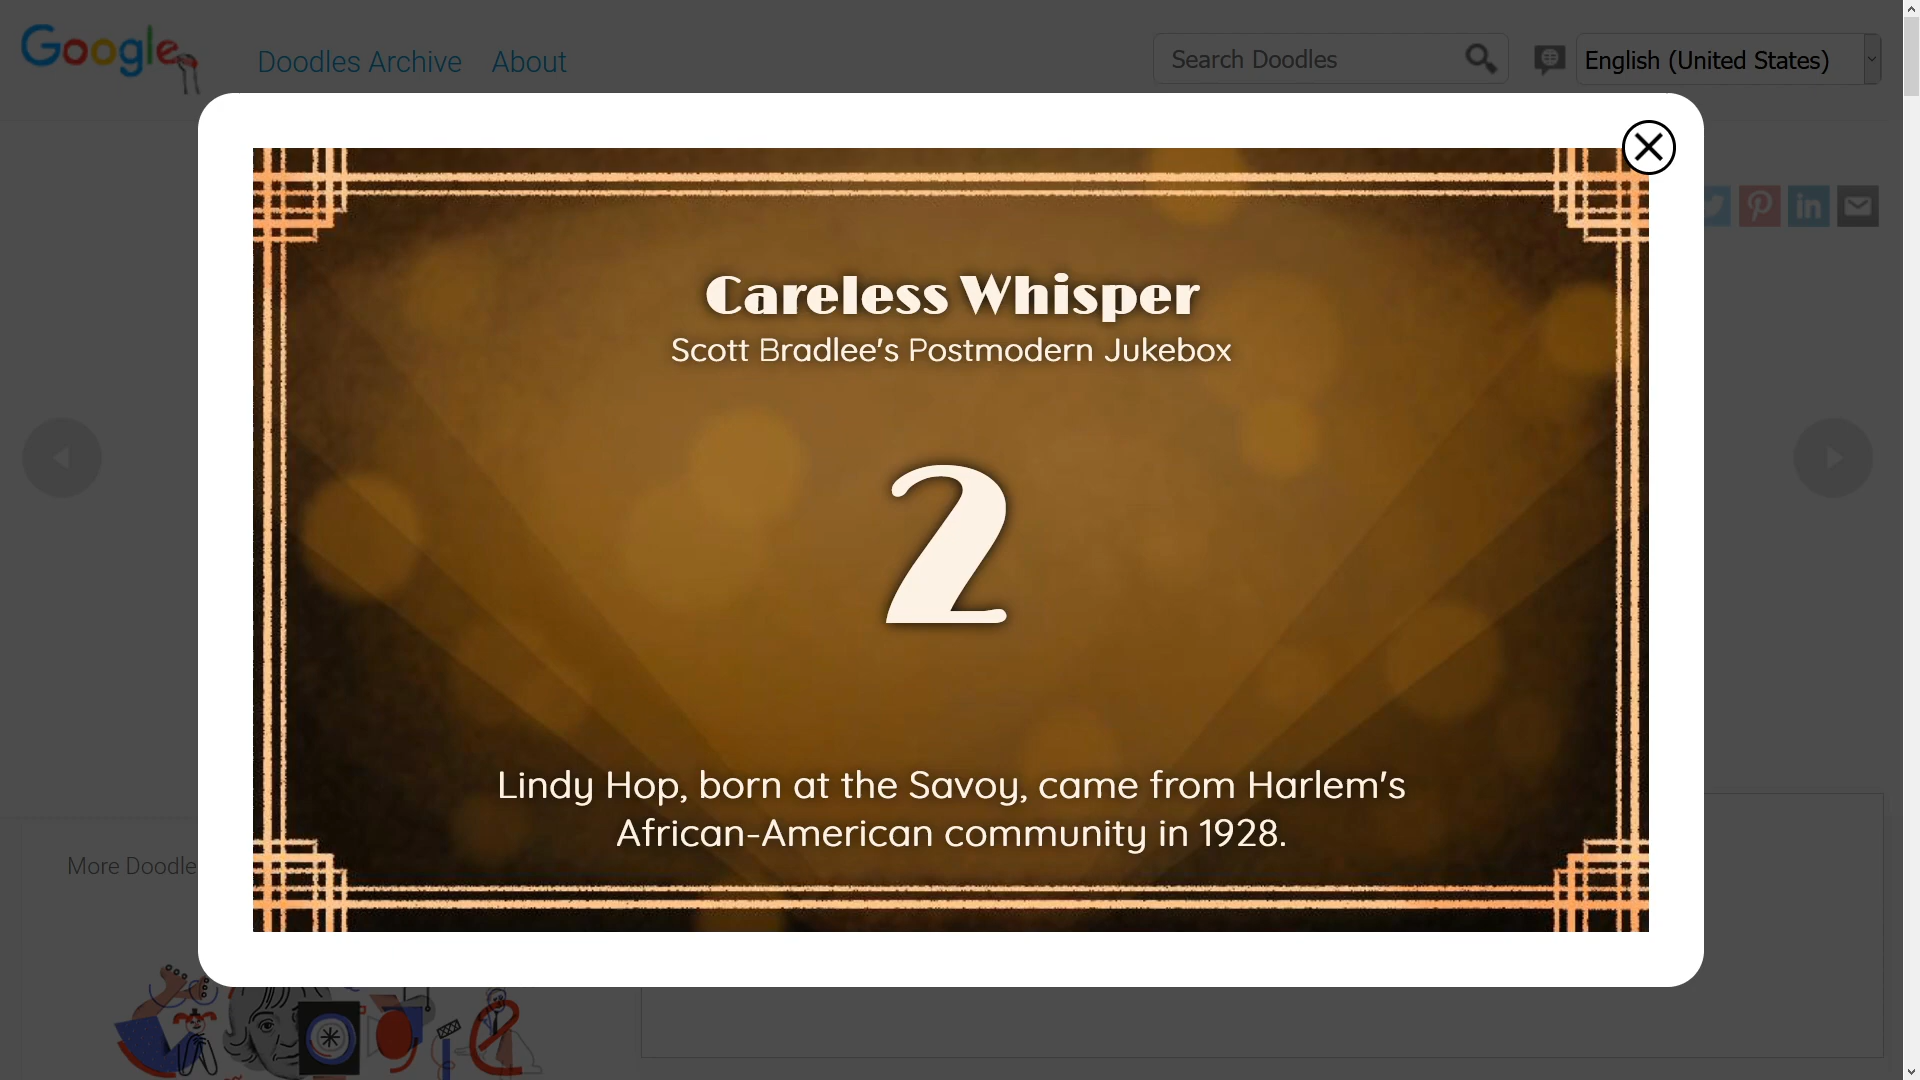 Google
Doodles Archive About
Search Doodles
English (United States)
Careless Whisper
Scott Bradlee's Postmodern Jukebox
2
Lindy Hop, born at the Savoy, came from Harlem's
African-American community in 1928.
More Doodle